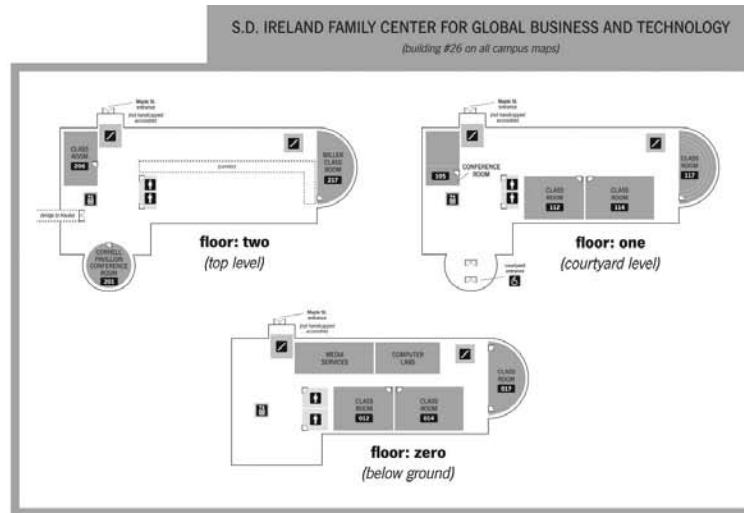 S.D. IRELAND FAMILY CENTER FOR GLOBAL BUSINESS AND TECHNOLOGY
(building #26 on all campus maps)
Maple St.
entrance
(not handicapped
accessible)
CLASS
ROOM
204
MILLER
CLASS
ROOM
217
CORNELL
PAVILLION
CONFERENCE
ROOM
201
floor: two
(top level)
Maple St.
entrance
(not handicapped
accessible)
105
CONFERENCE
ROOM
CLASS
ROOM
117
CLASS
ROOM
112
CLASS
ROOM
114
courtyard
entrance
floor: one
(courtyard level)
Maple St.
entrance
(not handicapped
accessible)
MEDIA
SERVICES
COMPUTER
LABS
CLASS
ROOM
017
CLASS
ROOM
012
CLASS
ROOM
014
floor: zero
(below ground)